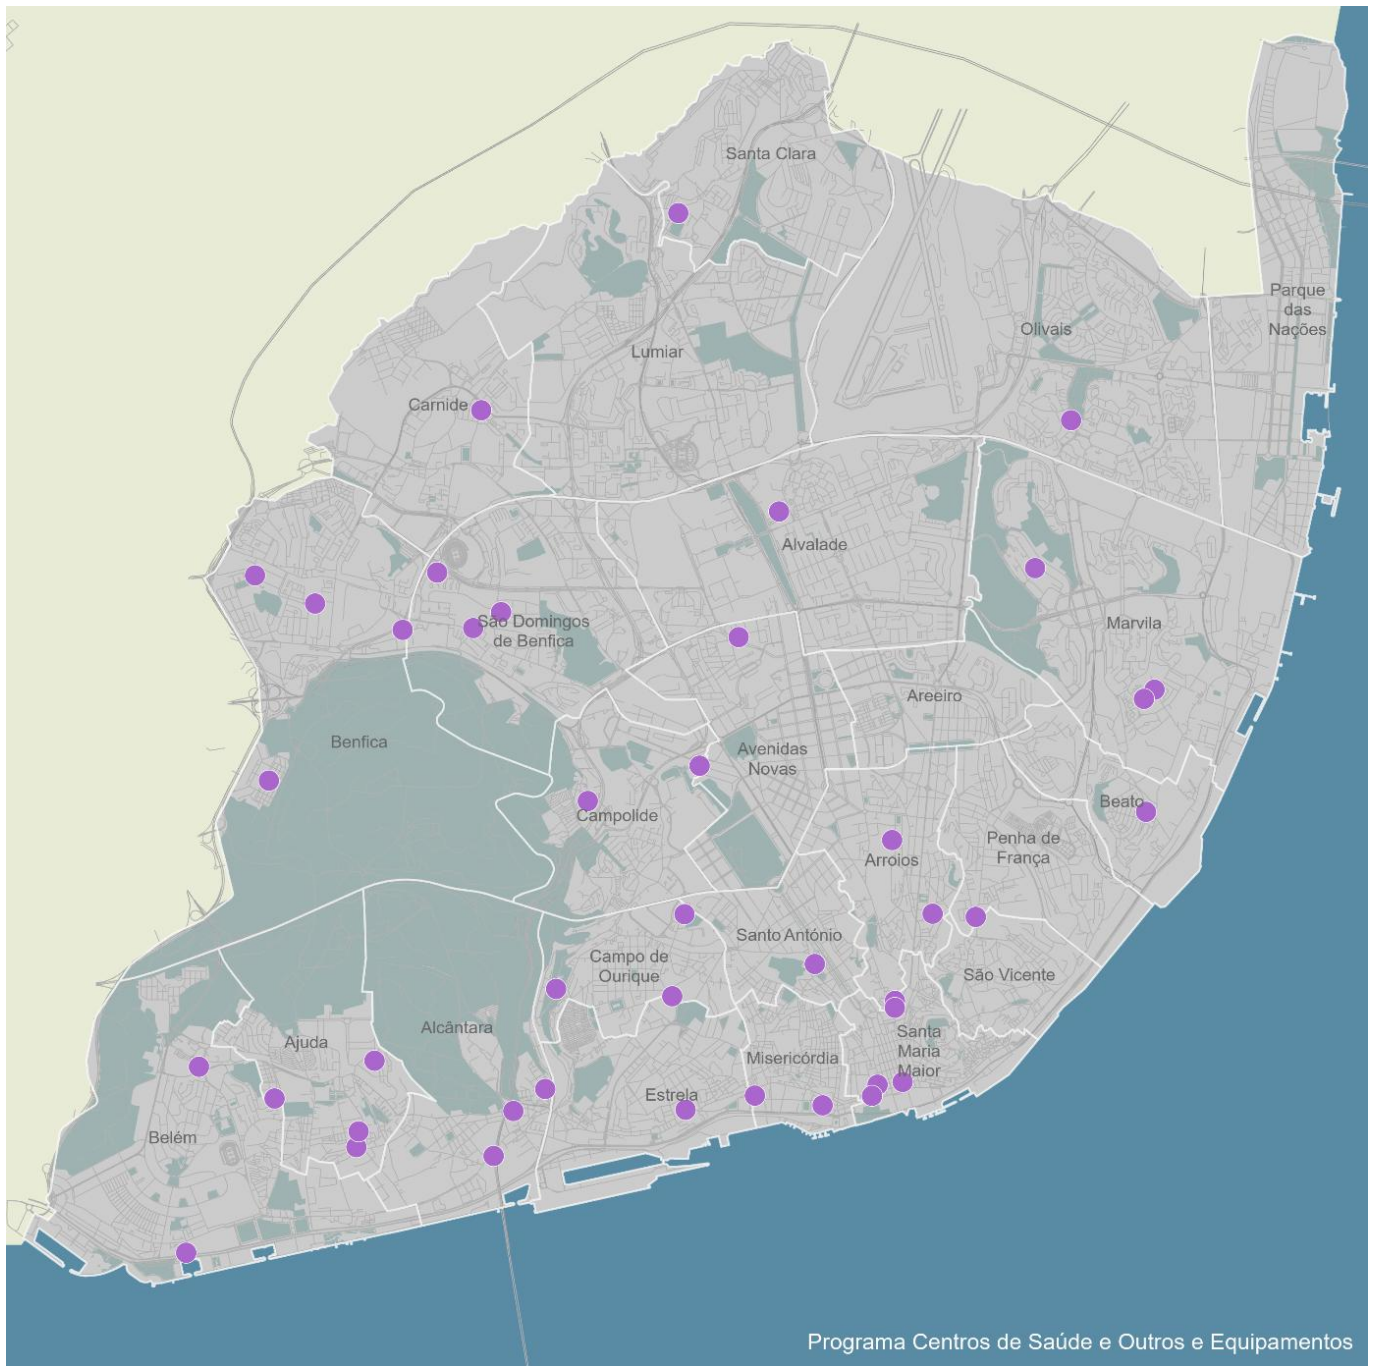 Santa Clara
Parque
das
Nações
Olivais
Lumiar
Carnide
Alvalade
São Domingos
de Benfica
Marvila
Areeiro
Benfica
Avenidas
Novas
Beato
Campolide
Penha de
França
Arroios
Santo António
Campo de
Ourique
São Vicente
Alcântara
Ajuda
Santa
Maria
Maior
Misericórdia
Estrela
Belém
Programa Centros de Saúde e Outros e Equipamentos